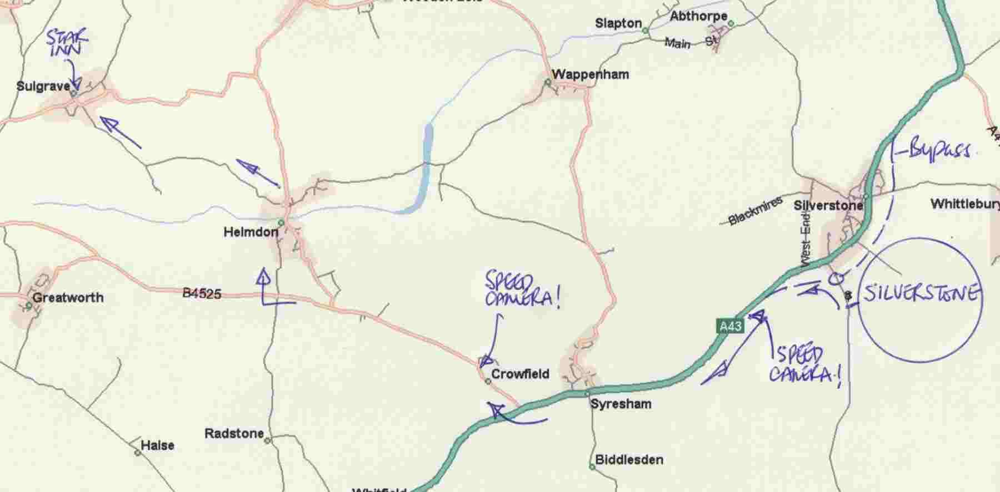 Slapton
Abthorpe
Main St
STAR
INN
Wappenham
Sulgrave
Bypass
Silverstone
Whittlebury
Blackmires
West End
Helmdon
SPEED
CAMERA!
SILVERSTONE
Greatworth
B4525
A43
SPEED
CAMERA!
Crowfield
Syresham
Radstone
Halse
Biddlesden